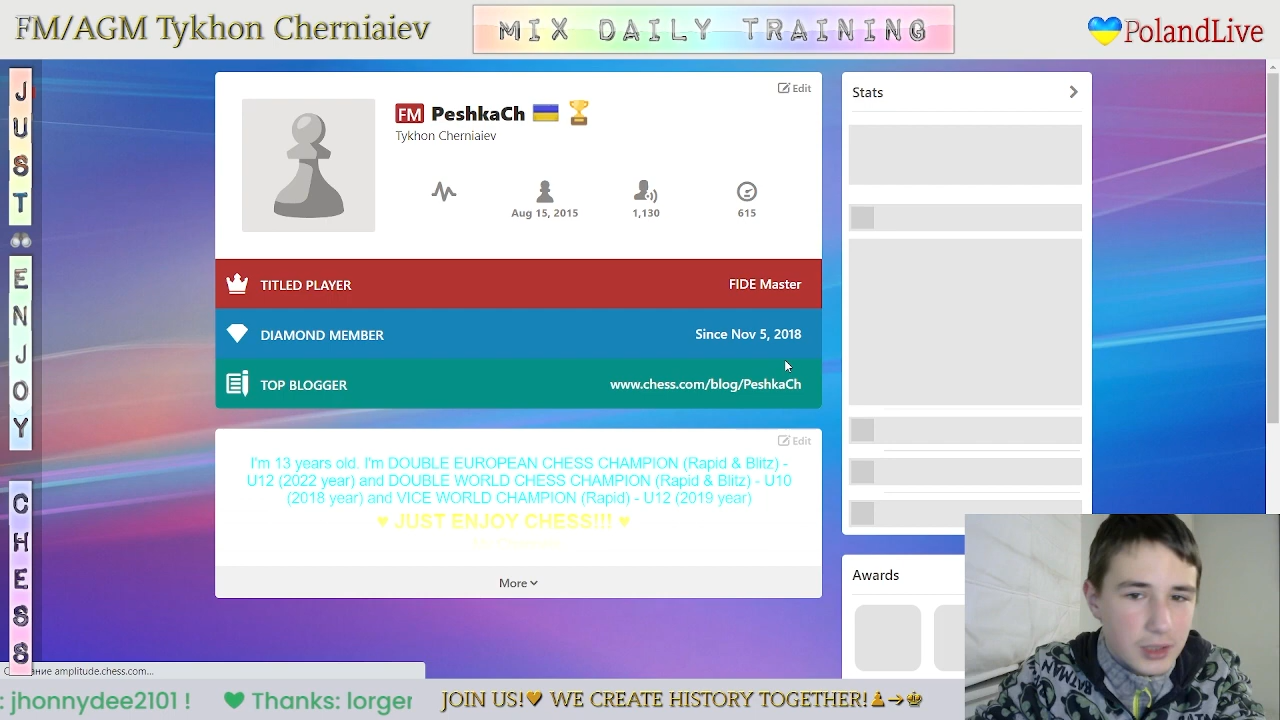 FM/AGM Tykhon Cherniaiev
MIX DAILY TRAINING
PolandLive
JUST
ENJOY
CHESS
Edit
FM PeshkaCh
Tykhon Cherniaiev
Aug 15, 2015
1,130
615
TITLED PLAYER
FIDE Master
DIAMOND MEMBER
Since Nov 5, 2018
TOP BLOGGER
www.chess.com/blog/PeshkaCh
Edit
I'm 13 years old. I'm DOUBLE EUROPEAN CHESS CHAMPION (Rapid & Blitz) -
U12 (2022 year) and DOUBLE WORLD CHESS CHAMPION (Rapid & Blitz) - U10
(2018 year) and VICE WORLD CHAMPION (Rapid) - U12 (2019 year)
♥ JUST ENJOY CHESS!!! ♥
More
Stats
Awards
BATMAN
amplitude.chess.com...
: jhonnydee2101 !
Thanks: lorger
JOIN US!♥ WE CREATE HISTORY TOGETHER!♟→♚